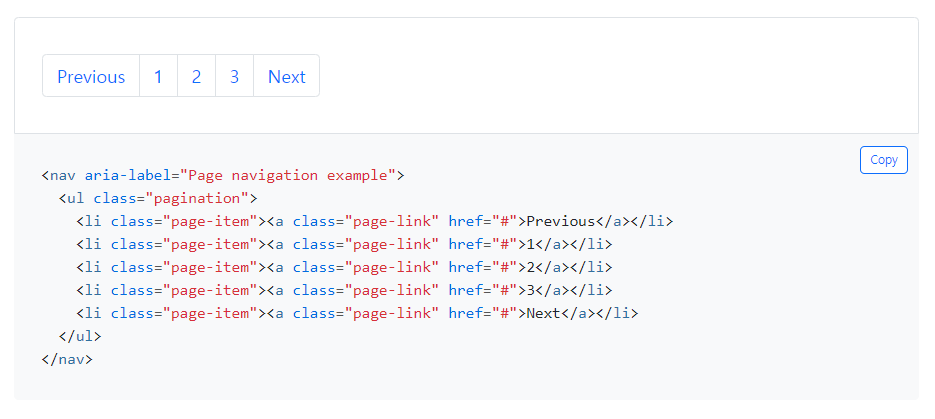 Previous 1 2 3 Next
Copy
<nav aria-label="Page navigation example">
  <ul class="pagination">
    <li class="page-item"><a class="page-link" href="#">Previous</a></li>
    <li class="page-item"><a class="page-link" href="#">1</a></li>
    <li class="page-item"><a class="page-link" href="#">2</a></li>
    <li class="page-item"><a class="page-link" href="#">3</a></li>
    <li class="page-item"><a class="page-link" href="#">Next</a></li>
  </ul>
</nav>